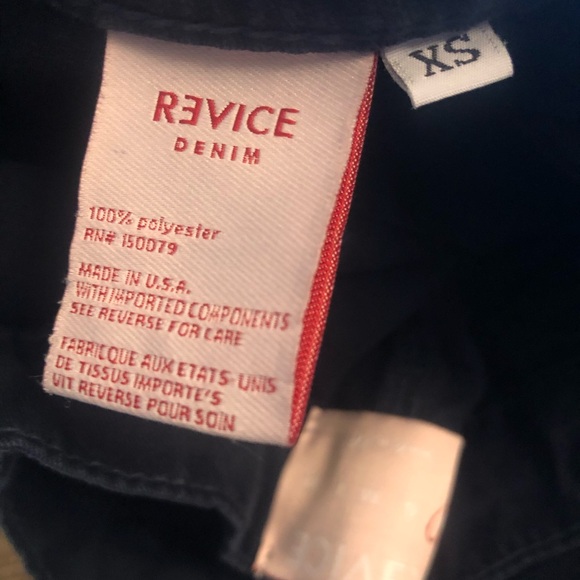 RƎVICE
DENIM
XS
100% polyester
RN# 150079
MADE IN U.S.A.
WITH IMPORTED COMPONENTS
SEE REVERSE FOR CARE
FABRICQUE AUX ETATS-UNIS
DE TISSUS IMPORTE'S
VIT REVERSE POUR SOIN